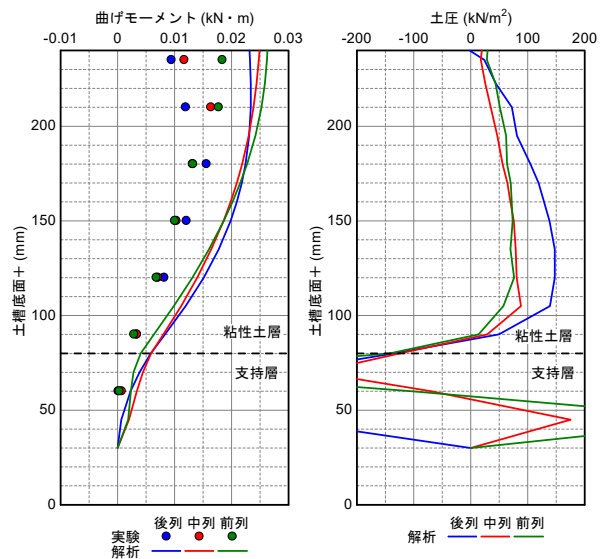 曲げモーメント (kN・m)
-0.01 0 0.01 0.02 0.03
土槽底面＋ (mm)
200
150
100
50
0
粘性土層
支持層
後列 中列 前列
実験
解析
土圧 (kN/m2)
-200 -100 0 100 200
土槽底面＋ (mm)
200
150
100
50
0
粘性土層
支持層
後列 中列 前列
解析